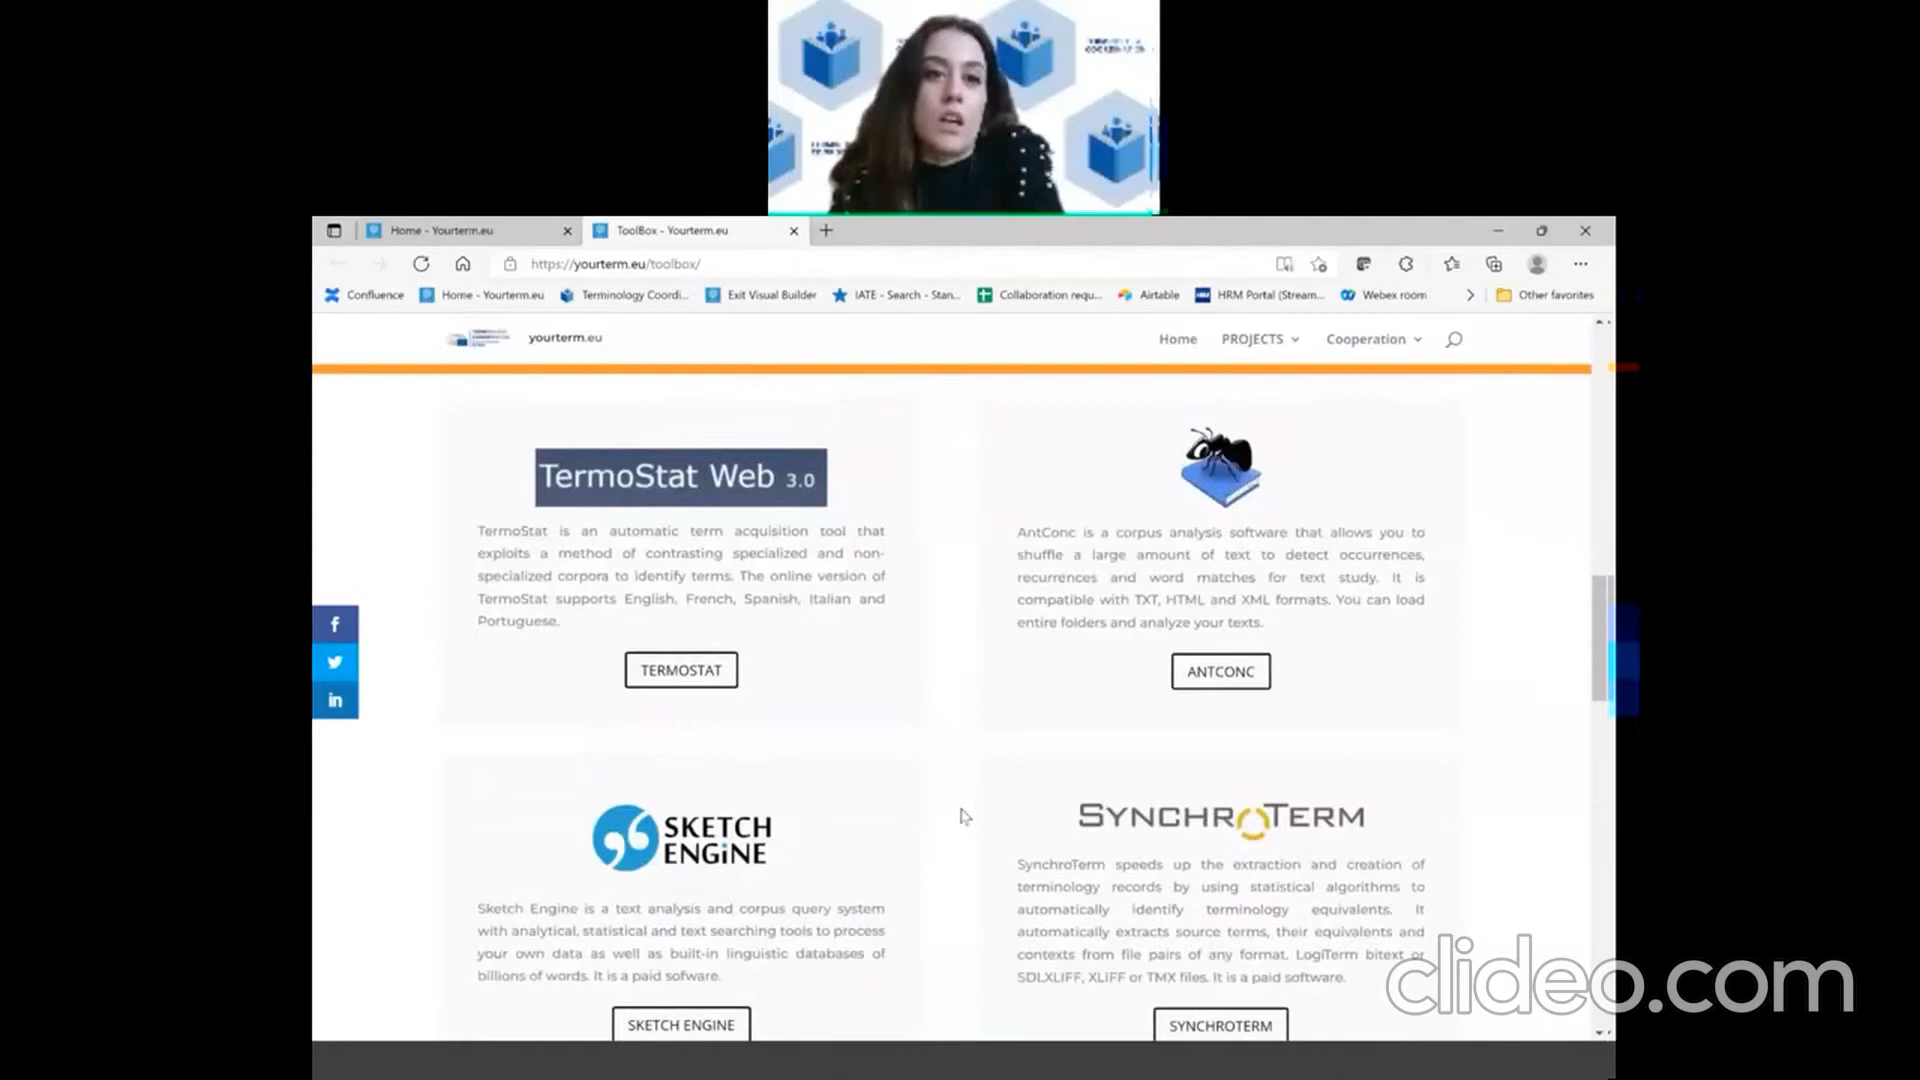 Home - Yourterm.eu
ToolBox - Yourterm.eu
https://yourterm.eu/toolbox/
Confluence
Home - Yourterm.eu
Terminology Coordi...
Exit Visual Builder
IATE - Search - Stan...
Collaboration requ...
Airtable
HRM Portal (Stream...
Webex room
Other favorites
yourterm.eu
Home
PROJECTS
Cooperation
TermoStat Web 3.0
TermoStat is an automatic term acquisition tool that
exploits a method of contrasting specialized and non-
specialized corpora to identify terms. The online version of
TermoStat supports English, French, Spanish, Italian and
Portuguese.
TERMOSTAT
AntConc is a corpus analysis software that allows you to
shuffle a large amount of text to detect occurrences,
recurrences and word matches for text study. It is
compatible with TXT, HTML and XML formats. You can load
entire folders and analyze your texts.
ANTCONC
f
in
SKETCH
ENGINE
Sketch Engine is a text analysis and corpus query system
with analytical, statistical and text searching tools to process
your own data as well as built-in linguistic databases of
billions of words. It is a paid sofware.
SKETCH ENGINE
SYNCHROTERM
SynchroTerm speeds up the extraction and creation of
terminology records by using statistical algorithms to
automatically identify terminology equivalents. It
automatically extracts source terms, their equivalents and
contexts from file pairs of any format. LogiTerm bitext or
SDLXLIFF, XLIFF or TMX files. It is a paid software.
SYNCHROTERM
clideo.com